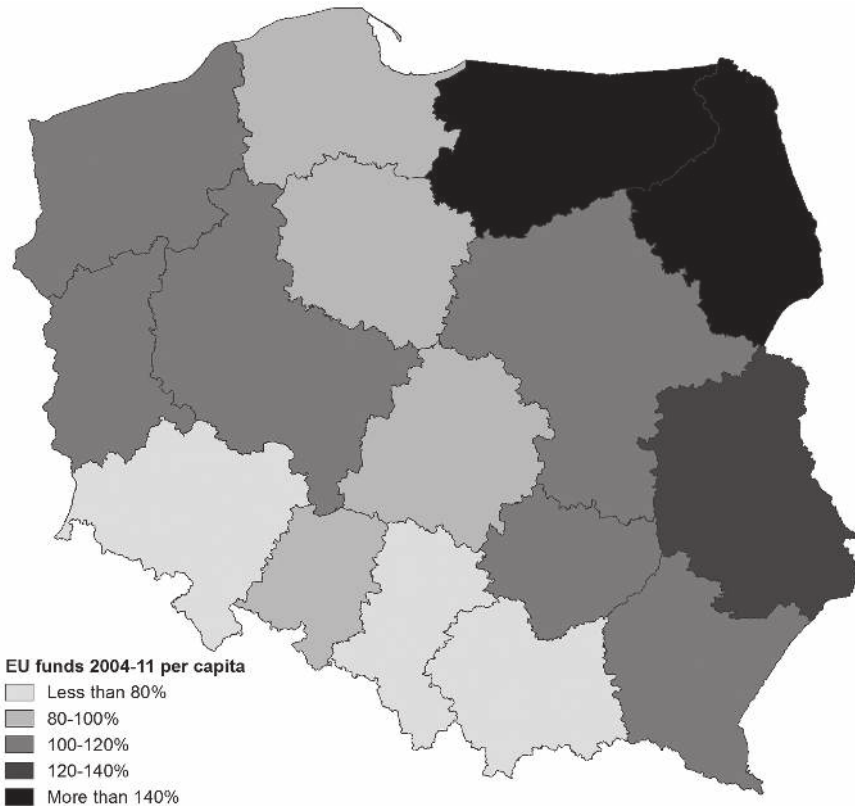 EU funds 2004-11 per capita
Less than 80%
80-100%
100-120%
120-140%
More than 140%